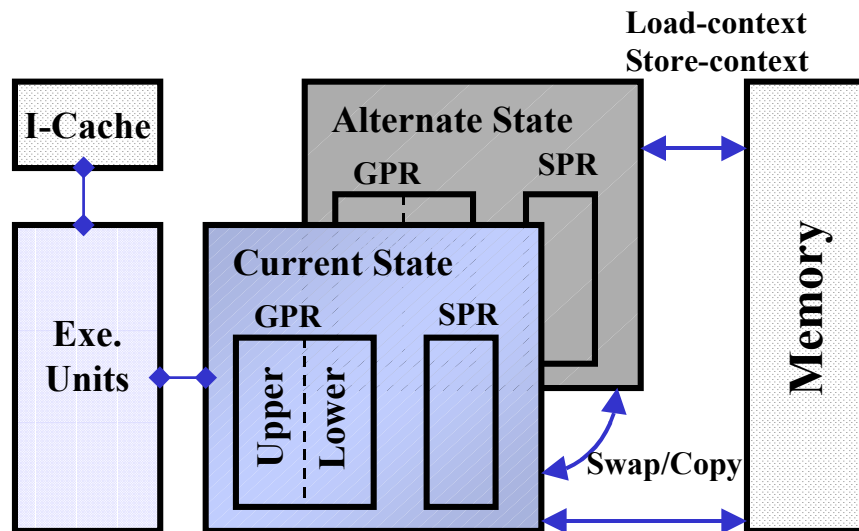 Load-context
Store-context
I-Cache
Alternate State
GPR
SPR
Current State
GPR
SPR
Exe.
Units
Upper
Lower
Memory
Swap/Copy